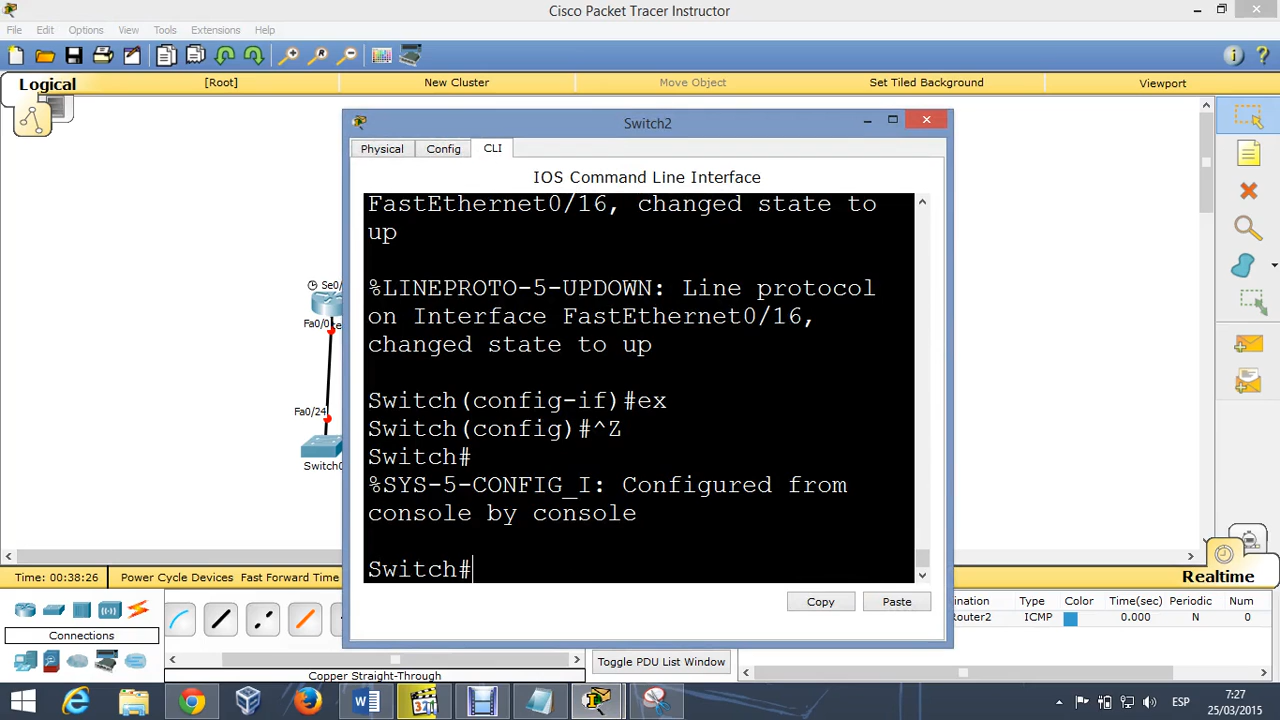 Cisco Packet Tracer Instructor
File Edit Options View Tools Extensions Help
Logical [Root] New Cluster Move Object Set Tiled Background Viewport
Switch2
Physical Config CLI
IOS Command Line Interface
FastEthernet0/16, changed state to
up
%LINEPROTO-5-UPDOWN: Line protocol
on Interface FastEthernet0/16,
changed state to up
Switch(config-if)#ex
Switch(config)#^Z
Switch#
%SYS-5-CONFIG_I: Configured from
console by console
Switch#
Copy Paste
Se0/
Fa0/0
Fa0/24
Switch0
Time: 00:38:26 Power Cycle Devices Fast Forward Time
Realtime
Connections
Copper Straight-Through
Toggle PDU List Window
ination Type Color Time(sec) Periodic Num
Router2 ICMP 0.000 N 0
ESP
7:27
25/03/2015